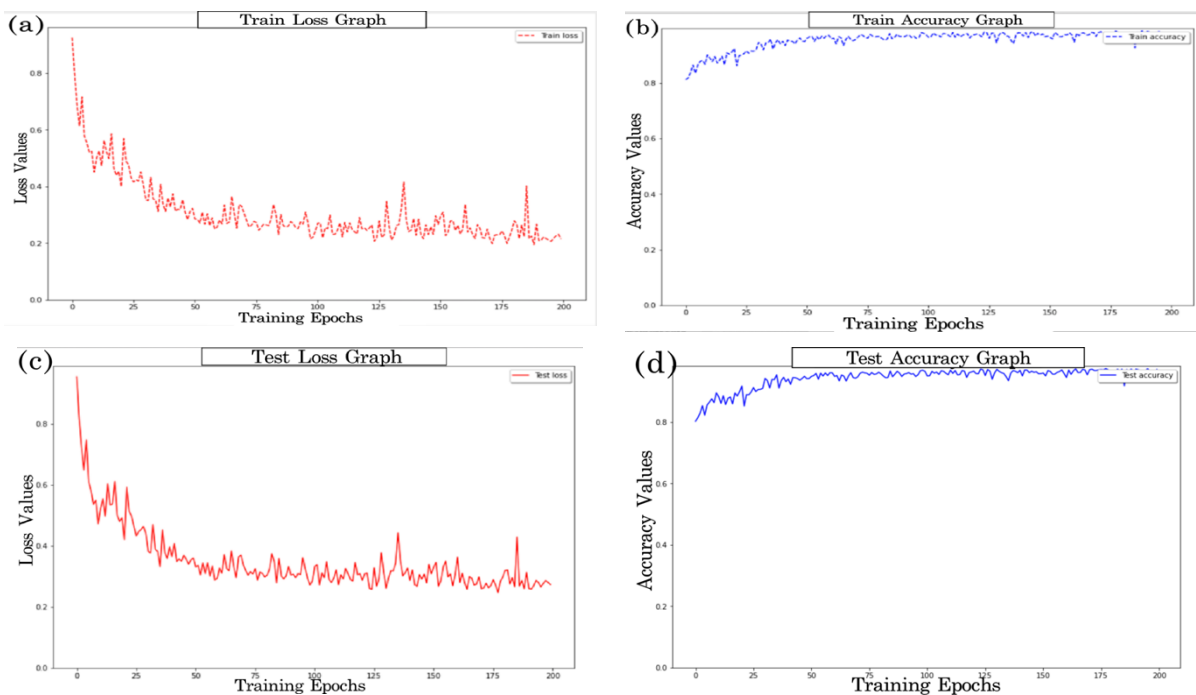 (a)
Train Loss Graph
Train loss
Loss Values
0.8
0.6
0.4
0.2
0.0
0 25 50 75 100 125 150 175 200
Training Epochs
(b)
Train Accuracy Graph
Train accuracy
Accuracy Values
0.8
0.6
0.4
0.2
0.0
0 25 50 75 100 125 150 175 200
Training Epochs
(c)
Test Loss Graph
Test loss
Loss Values
0.8
0.6
0.4
0.2
0.0
0 25 50 75 100 125 150 175 200
Training Epochs
(d)
Test Accuracy Graph
Test accuracy
Accuracy Values
0.8
0.6
0.4
0.2
0.0
0 25 50 75 100 125 150 175 200
Training Epochs